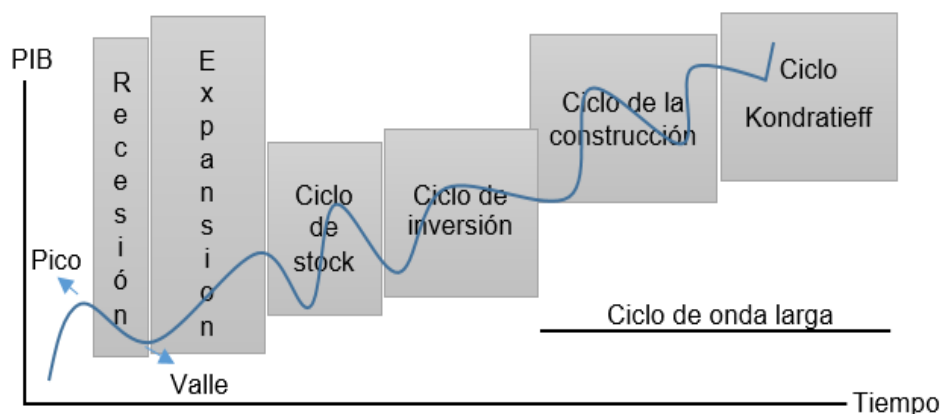 PIB
Recesión
Expansion
Pico
Valle
Ciclo
de
stock
Ciclo de
inversión
Ciclo de la
construcción
Ciclo
Kondratieff
Ciclo de onda larga
Tiempo